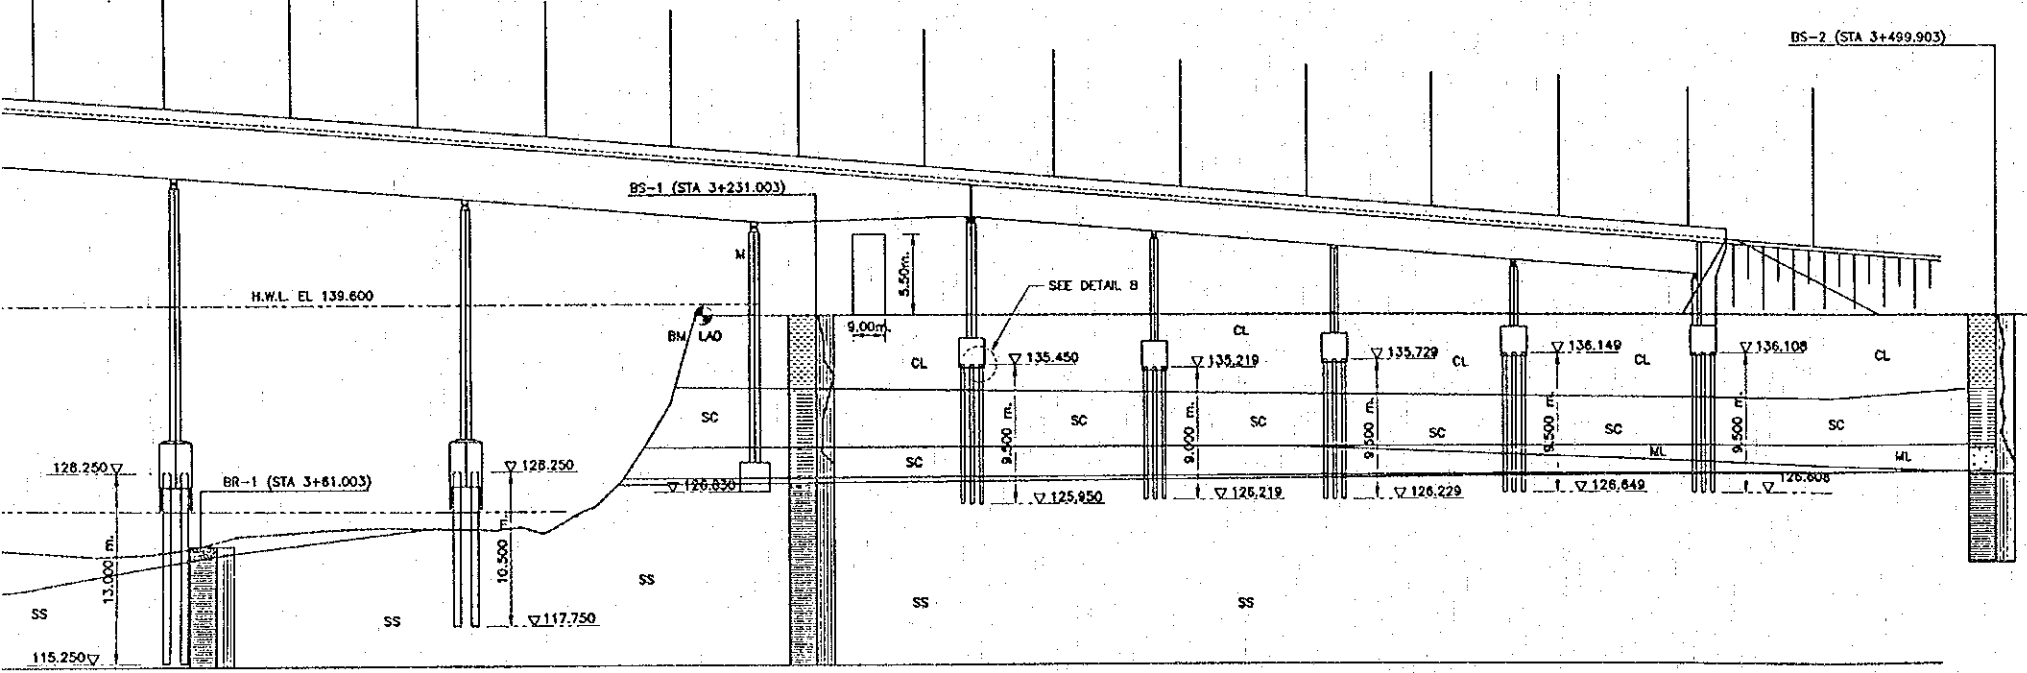 BS-2 (STA 3+499.903)
BS-1 (STA 3+231.003)
M
5.50m.
H.W.L. EL 139.600
SEE DETAIL B
BM LAO
9.00m.
CL
CL
CL
CL
CL
135.450
135.219
135.729
136.149
136.108
SC
SC
SC
SC
SC
SC
SC
9.500 m.
9.000 m.
9.500 m.
9.500 m.
9.500 m.
ML
ML
128.250
128.250
BR-1 (STA 3+61.003)
126.830
125.950
126.219
126.229
126.649
126.608
13.000 m.
10.500 m.
SS
SS
SS
SS
SS
117.750
115.250